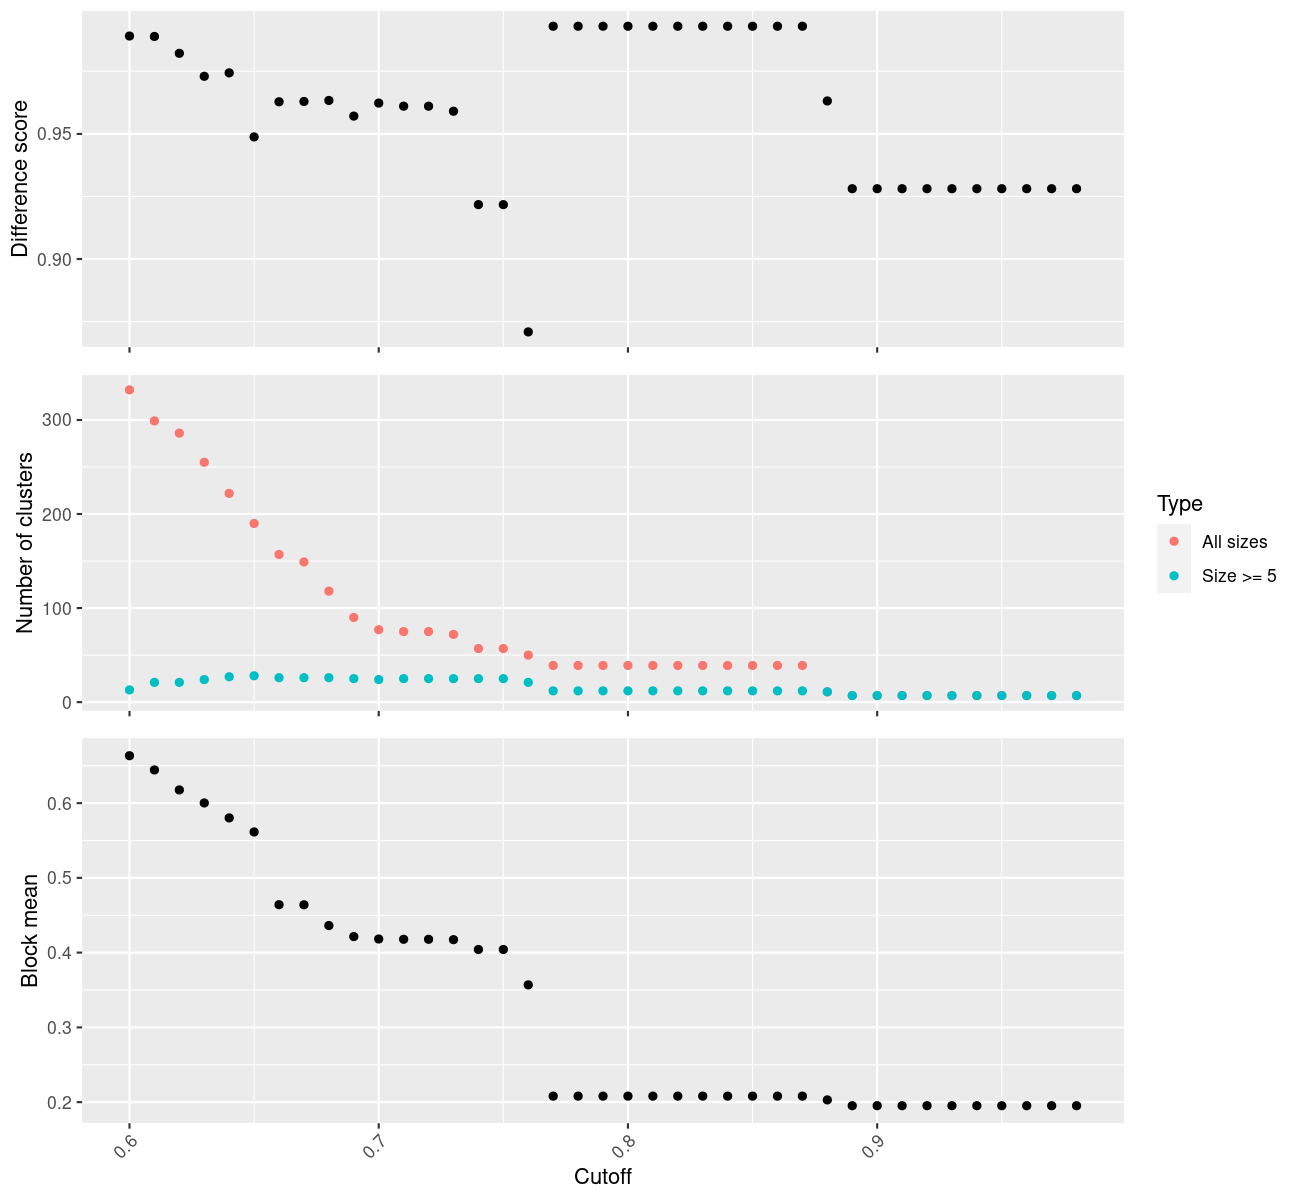 Difference score
0.95
0.90
Number of clusters
300
200
100
0
Type
All sizes
Size >= 5
Block mean
0.6
0.5
0.4
0.3
0.2
0.6 0.7 0.8 0.9
Cutoff